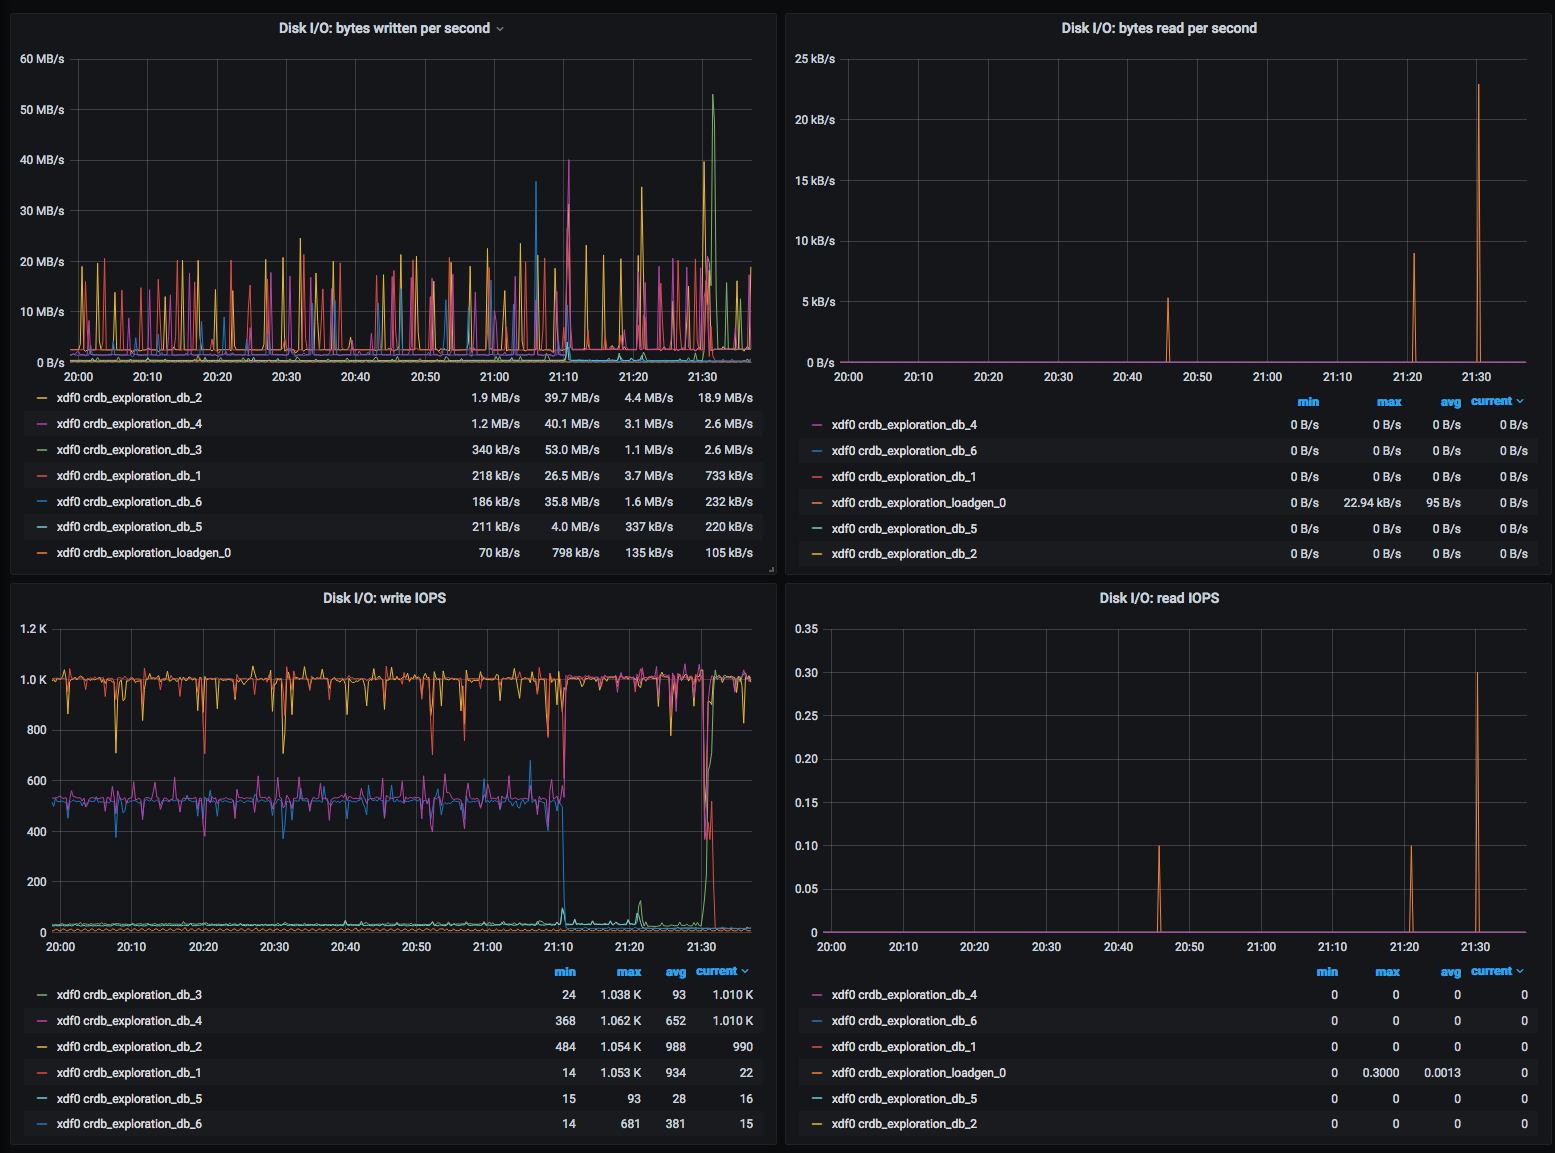 Disk I/O: bytes written per second
60 MB/s
50 MB/s
40 MB/s
30 MB/s
20 MB/s
10 MB/s
0 B/s
20:00 20:10 20:20 20:30 20:40 20:50 21:00 21:10 21:20 21:30
xdf0 crdb_exploration_db_2 1.9 MB/s 39.7 MB/s 4.4 MB/s 18.9 MB/s
xdf0 crdb_exploration_db_4 1.2 MB/s 40.1 MB/s 3.1 MB/s 2.6 MB/s
xdf0 crdb_exploration_db_3 340 kB/s 53.0 MB/s 1.1 MB/s 2.6 MB/s
xdf0 crdb_exploration_db_1 218 kB/s 26.5 MB/s 3.7 MB/s 733 kB/s
xdf0 crdb_exploration_db_6 186 kB/s 35.8 MB/s 1.6 MB/s 232 kB/s
xdf0 crdb_exploration_db_5 211 kB/s 4.0 MB/s 337 kB/s 220 kB/s
xdf0 crdb_exploration_loadgen_0 70 kB/s 798 kB/s 135 kB/s 105 kB/s
Disk I/O: bytes read per second
25 kB/s
20 kB/s
15 kB/s
10 kB/s
5 kB/s
0 B/s
20:00 20:10 20:20 20:30 20:40 20:50 21:00 21:10 21:20 21:30
min max avg current
xdf0 crdb_exploration_db_4 0 B/s 0 B/s 0 B/s 0 B/s
xdf0 crdb_exploration_db_6 0 B/s 0 B/s 0 B/s 0 B/s
xdf0 crdb_exploration_db_1 0 B/s 0 B/s 0 B/s 0 B/s
xdf0 crdb_exploration_loadgen_0 0 B/s 22.94 kB/s 95 B/s 0 B/s
xdf0 crdb_exploration_db_5 0 B/s 0 B/s 0 B/s 0 B/s
xdf0 crdb_exploration_db_2 0 B/s 0 B/s 0 B/s 0 B/s
Disk I/O: write IOPS
1.2 K
1.0 K
800
600
400
200
0
20:00 20:10 20:20 20:30 20:40 20:50 21:00 21:10 21:20 21:30
min max avg current
xdf0 crdb_exploration_db_3 24 1.038 K 93 1.010 K
xdf0 crdb_exploration_db_4 368 1.062 K 652 1.010 K
xdf0 crdb_exploration_db_2 484 1.054 K 988 990
xdf0 crdb_exploration_db_1 14 1.053 K 934 22
xdf0 crdb_exploration_db_5 15 93 28 16
xdf0 crdb_exploration_db_6 14 681 381 15
Disk I/O: read IOPS
0.35
0.30
0.25
0.20
0.15
0.10
0.05
0
20:00 20:10 20:20 20:30 20:40 20:50 21:00 21:10 21:20 21:30
min max avg current
xdf0 crdb_exploration_db_4 0 0 0 0
xdf0 crdb_exploration_db_6 0 0 0 0
xdf0 crdb_exploration_db_1 0 0 0 0
xdf0 crdb_exploration_loadgen_0 0 0.3000 0.0013 0
xdf0 crdb_exploration_db_5 0 0 0 0
xdf0 crdb_exploration_db_2 0 0 0 0